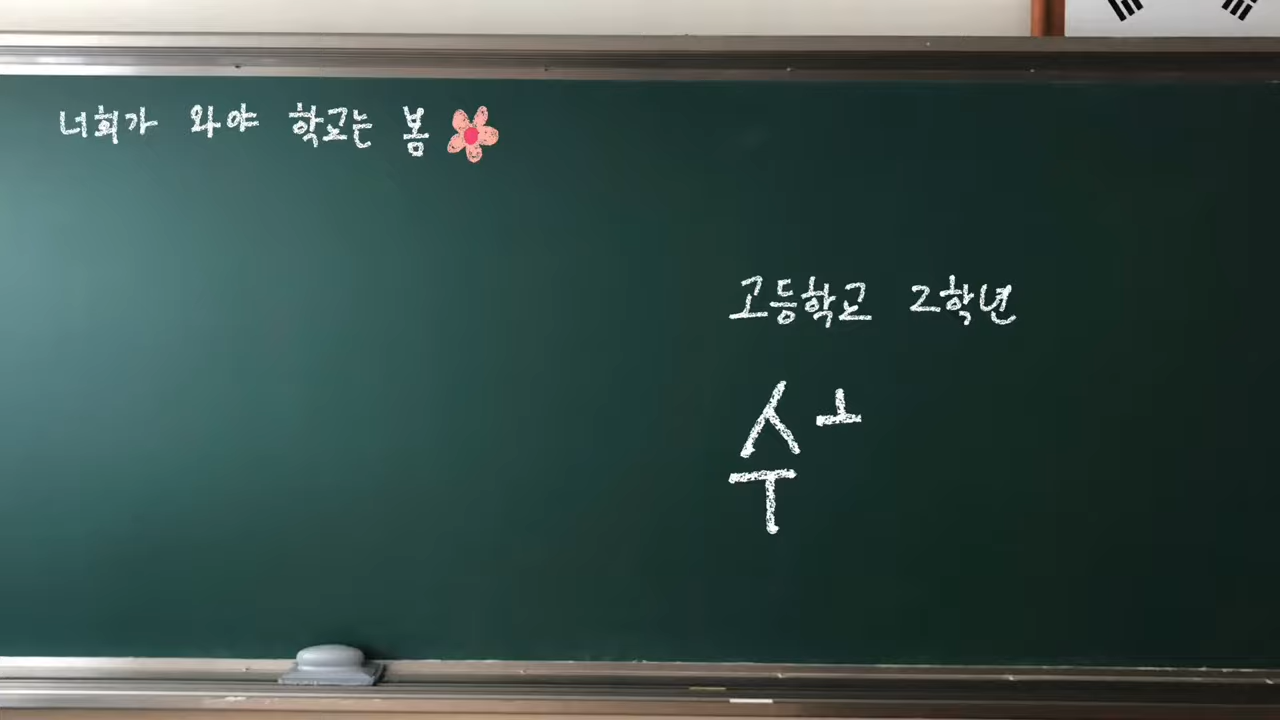 너희가 와야 학교는 봄
고등학교 2학년
수